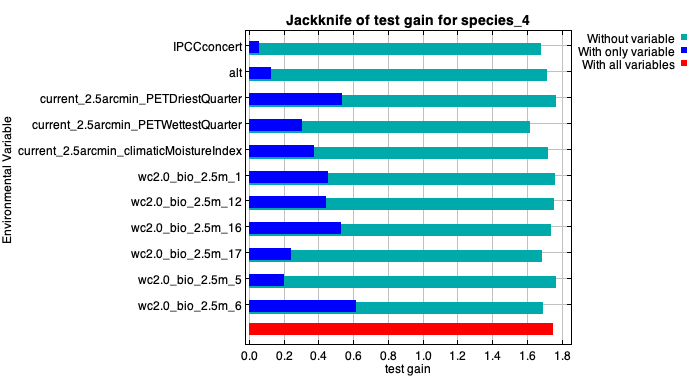 Jackknife of test gain for species_4
Without variable
With only variable
With all variables
Environmental Variable
IPCCconcert
alt
current_2.5arcmin_PETDriestQuarter
current_2.5arcmin_PETWettestQuarter
current_2.5arcmin_climaticMoistureIndex
wc2.0_bio_2.5m_1
wc2.0_bio_2.5m_12
wc2.0_bio_2.5m_16
wc2.0_bio_2.5m_17
wc2.0_bio_2.5m_5
wc2.0_bio_2.5m_6
0.0 0.2 0.4 0.6 0.8 1.0 1.2 1.4 1.6 1.8
test gain